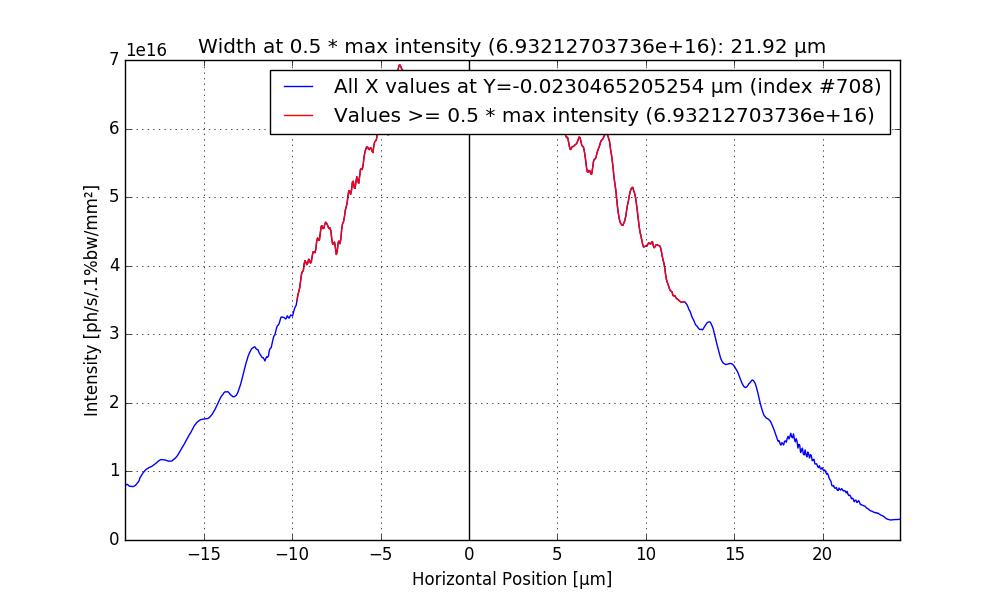 Width at 0.5 * max intensity (6.93212703736e+16): 21.92 µm
1e16
All X values at Y=-0.0230465205254 µm (index #708)
Values >= 0.5 * max intensity (6.93212703736e+16)
7
6
5
4
3
2
1
0
Intensity [ph/s/.1%bw/mm²]
−15 −10 −5 0 5 10 15 20
Horizontal Position [µm]